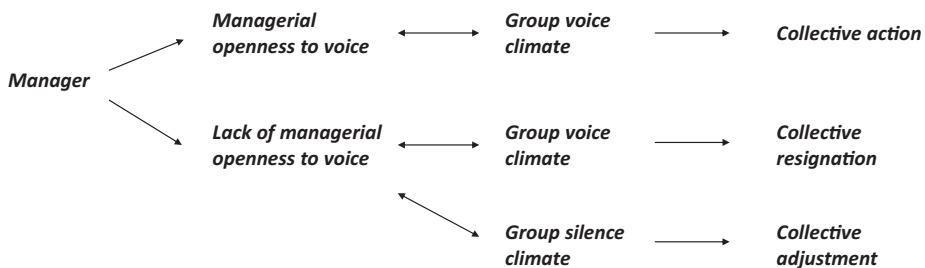 Managerial
openness to voice
Group voice
climate
Collective action
Manager
Lack of managerial
openness to voice
Group voice
climate
Collective
resignation
Group silence
climate
Collective
adjustment